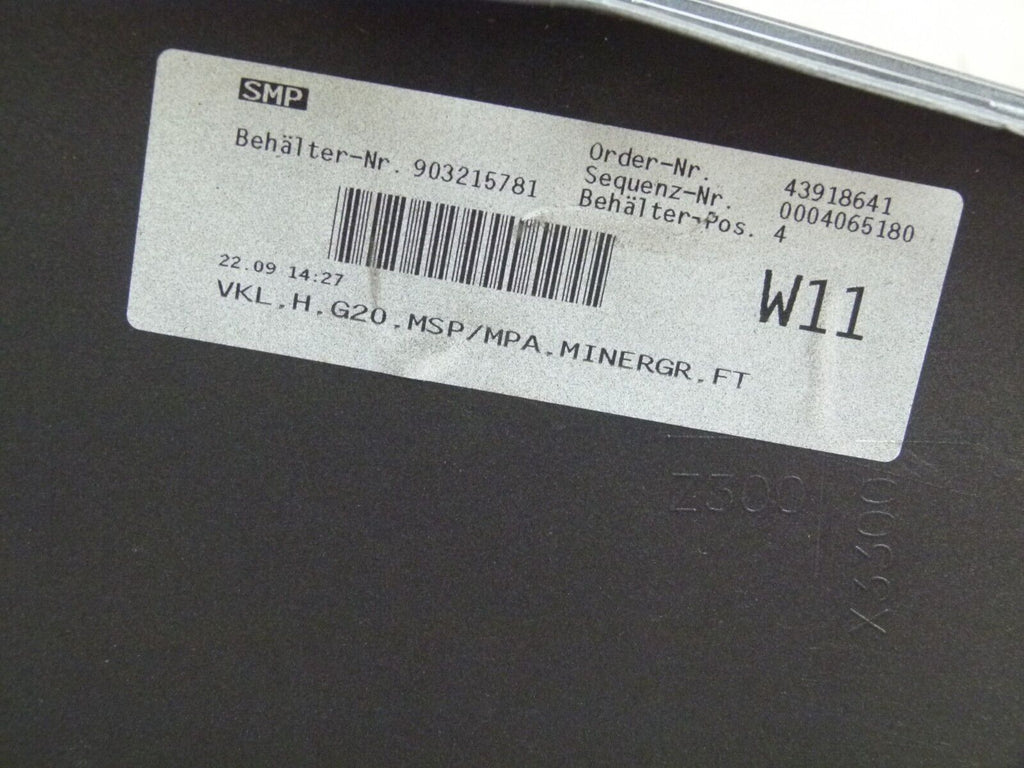 SMP
Behälter-Nr. 903215781
Order-Nr. 43918641
Sequenz-Nr. 0004065180
Behälter-Pos. 4
22.09 14:27
W11
VKL.H.G20.MSP/MPA.MINERGR.FT
Z300
X3300